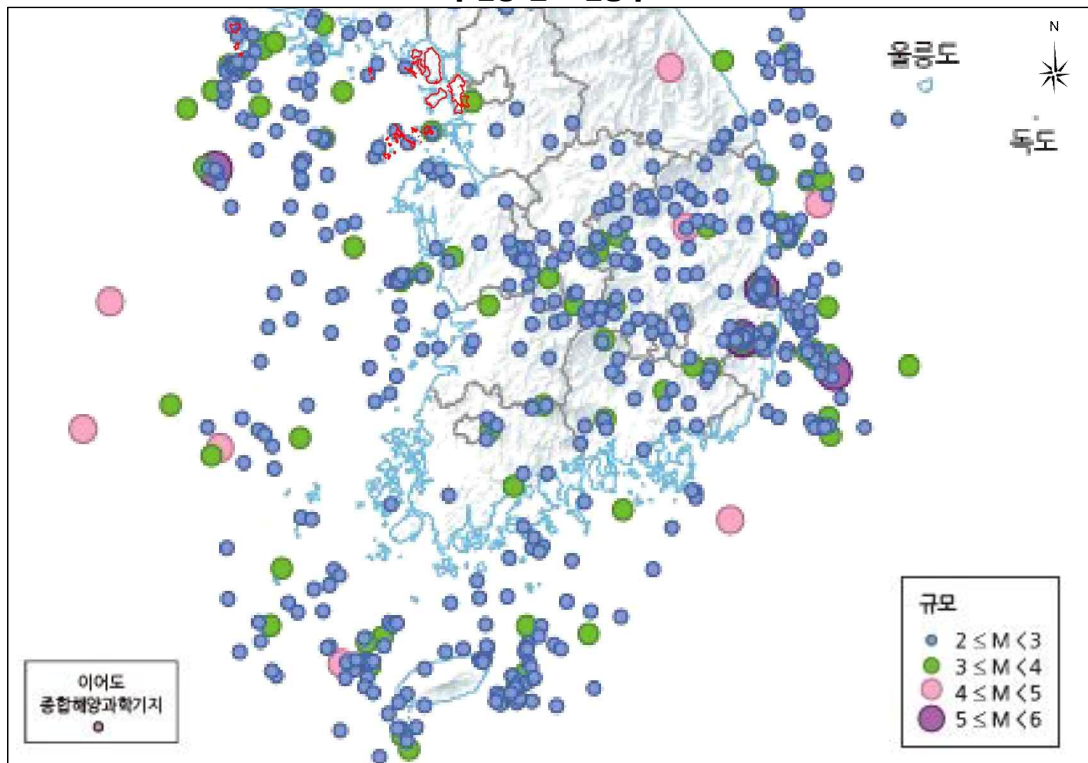 N
울릉도
독도
규모
2 ≤ M < 3
3 ≤ M < 4
4 ≤ M < 5
5 ≤ M < 6
이어도
종합해양과학기지